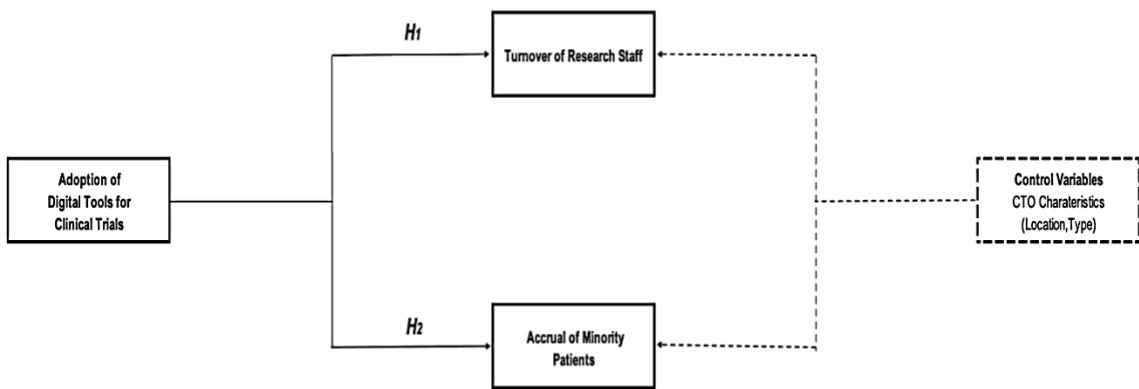 H1
Turnover of Research Staff
Adoption of
Digital Tools for
Clinical Trials
Control Variables
CTO Charateristics
(Location,Type)
H2
Accrual of Minority
Patients